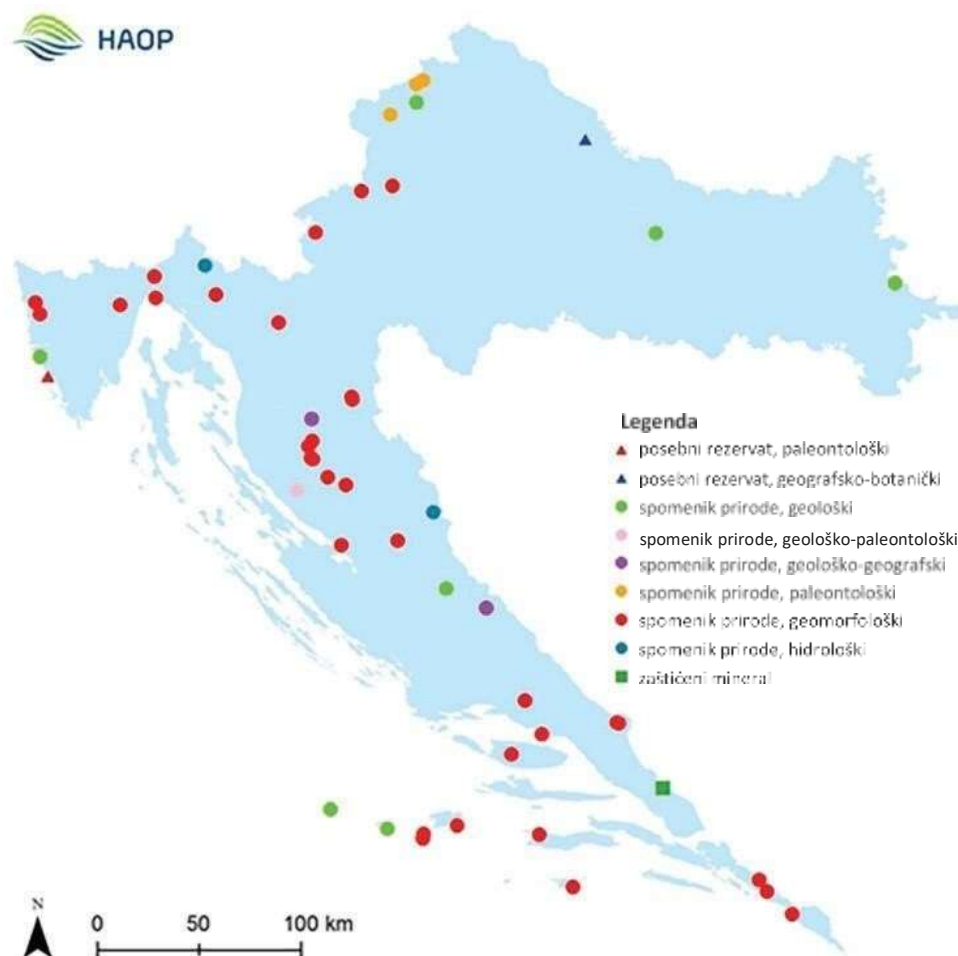 HAOP
Legenda
posebni rezervat, paleontološki
posebni rezervat, geografsko-botanički
spomenik prirode, geološki
spomenik prirode, geološko-paleontološki
spomenik prirode, geološko-geografski
spomenik prirode, paleontološki
spomenik prirode, geomorfološki
spomenik prirode, hidrološki
zaštićeni mineral
N
0 50 100 km